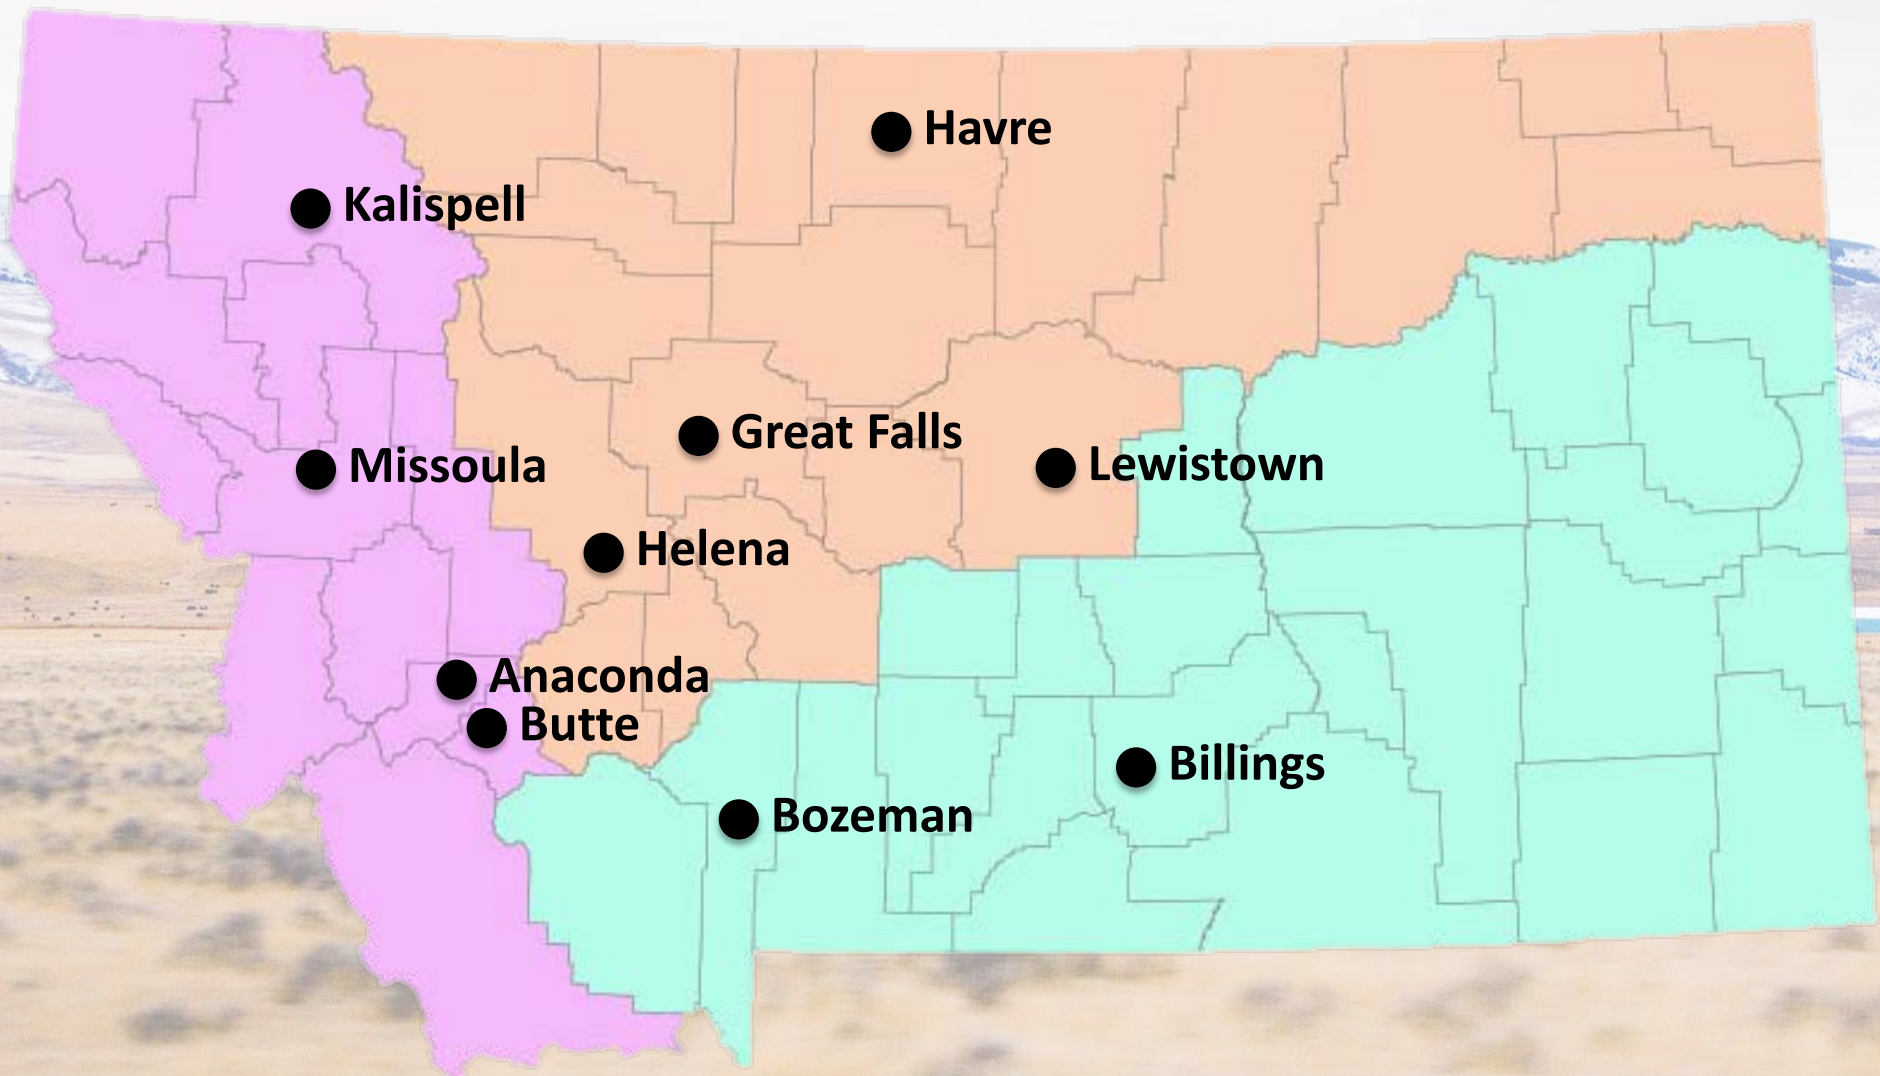 Havre
Kalispell
Great Falls
Lewistown
Missoula
Helena
Anaconda
Butte
Billings
Bozeman